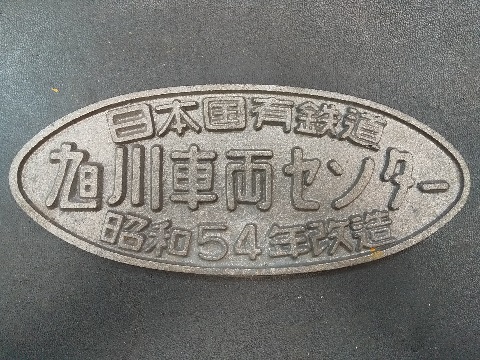 日本国有鉄道
旭川車両センター
昭和54年改造